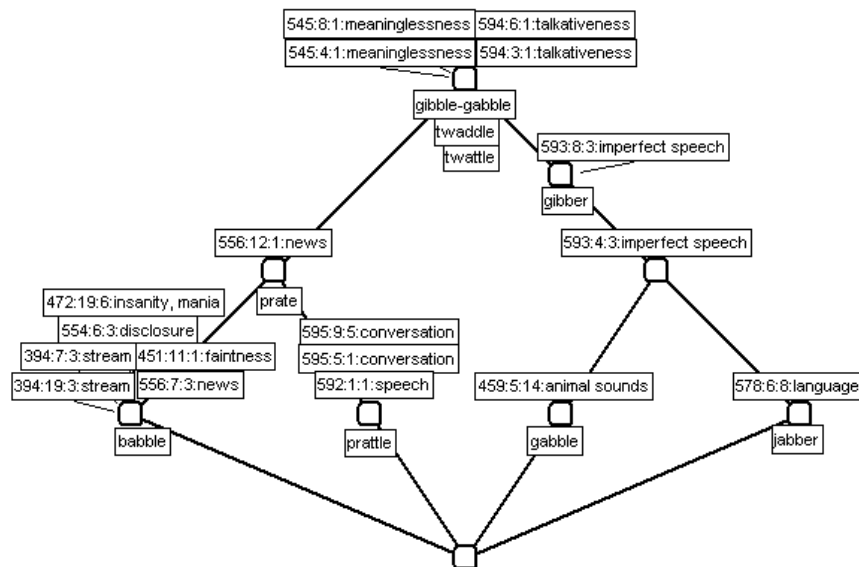 545:8:1:meaninglessness 594:6:1:talkativeness
545:4:1:meaninglessness 594:3:1:talkativeness
gibble-gabble
twaddle
twattle
593:8:3:imperfect speech
gibber
556:12:1:news
593:4:3:imperfect speech
prate
472:19:6:insanity, mania
554:6:3:disclosure
595:9:5:conversation
394:7:3:stream 451:11:1:faintness
595:5:1:conversation
394:19:3:stream 556:7:3:news
592:1:1:speech
459:5:14:animal sounds
578:6:8:language
babble
prattle
gabble
jabber